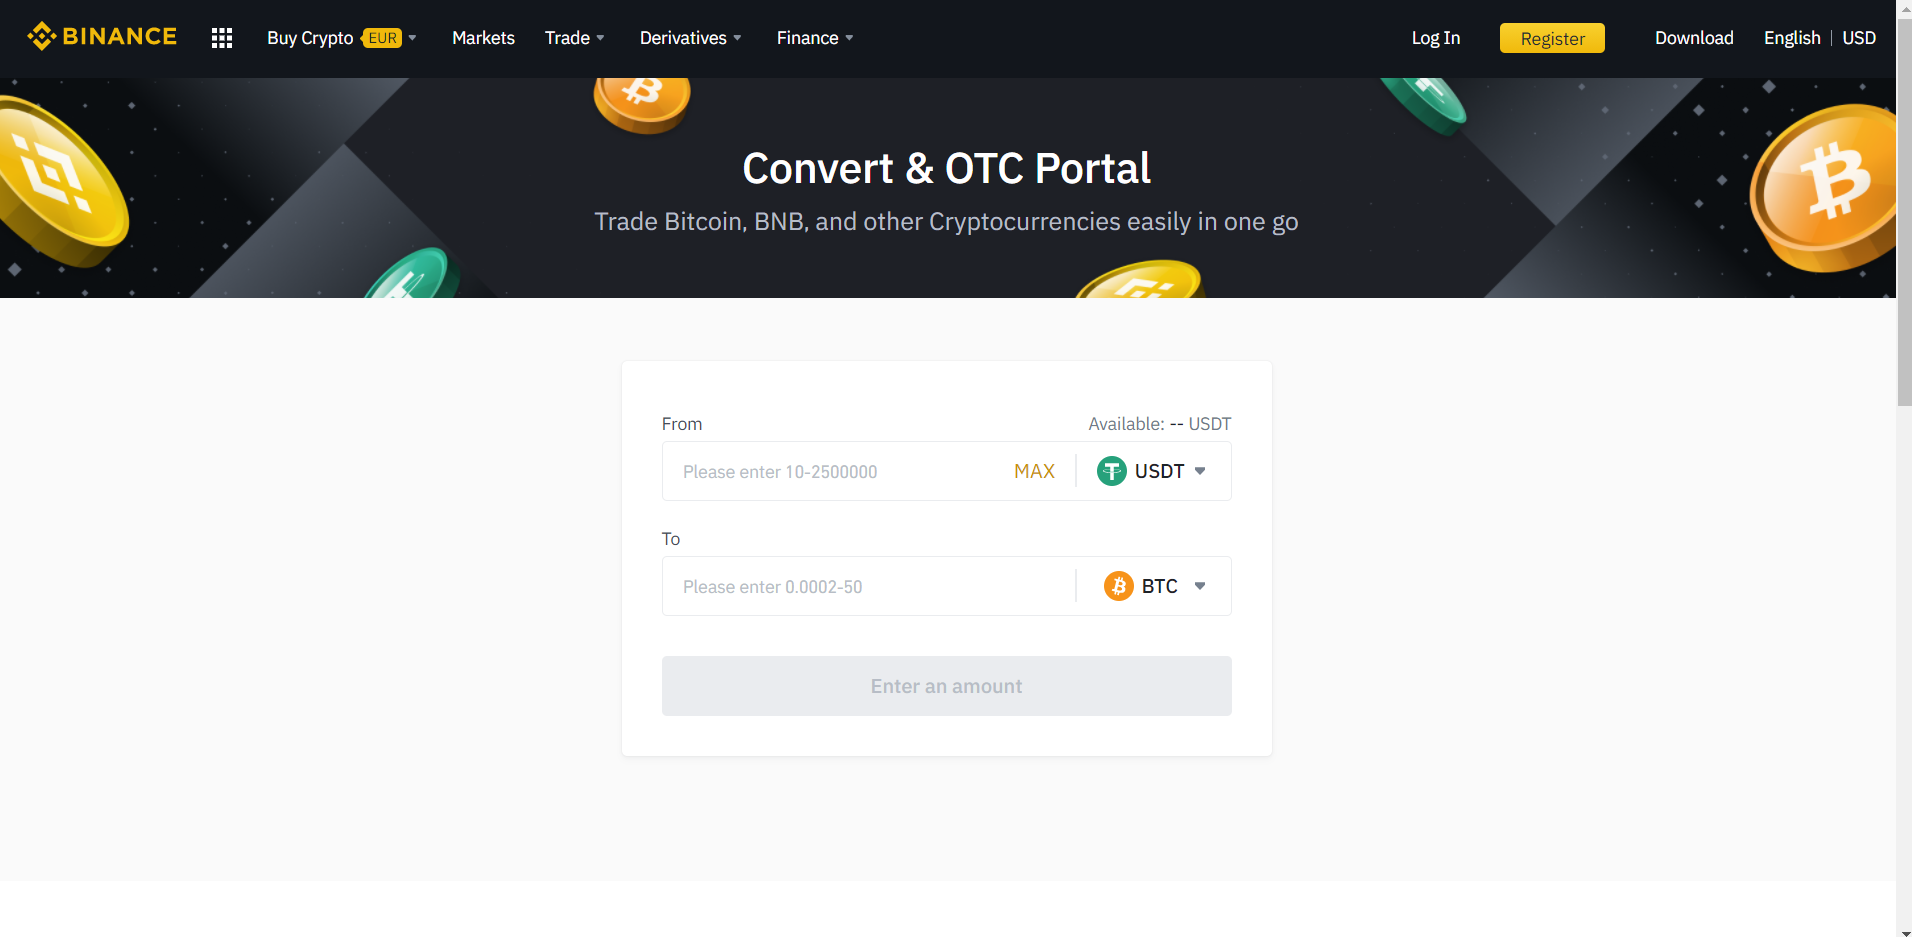 BINANCE Buy Crypto EUR Markets Trade Derivatives Finance Log In Register Download English | USD
Convert & OTC Portal
Trade Bitcoin, BNB, and other Cryptocurrencies easily in one go
From Available: -- USDT
Please enter 10-2500000 MAX USDT
To
Please enter 0.0002-50 BTC
Enter an amount